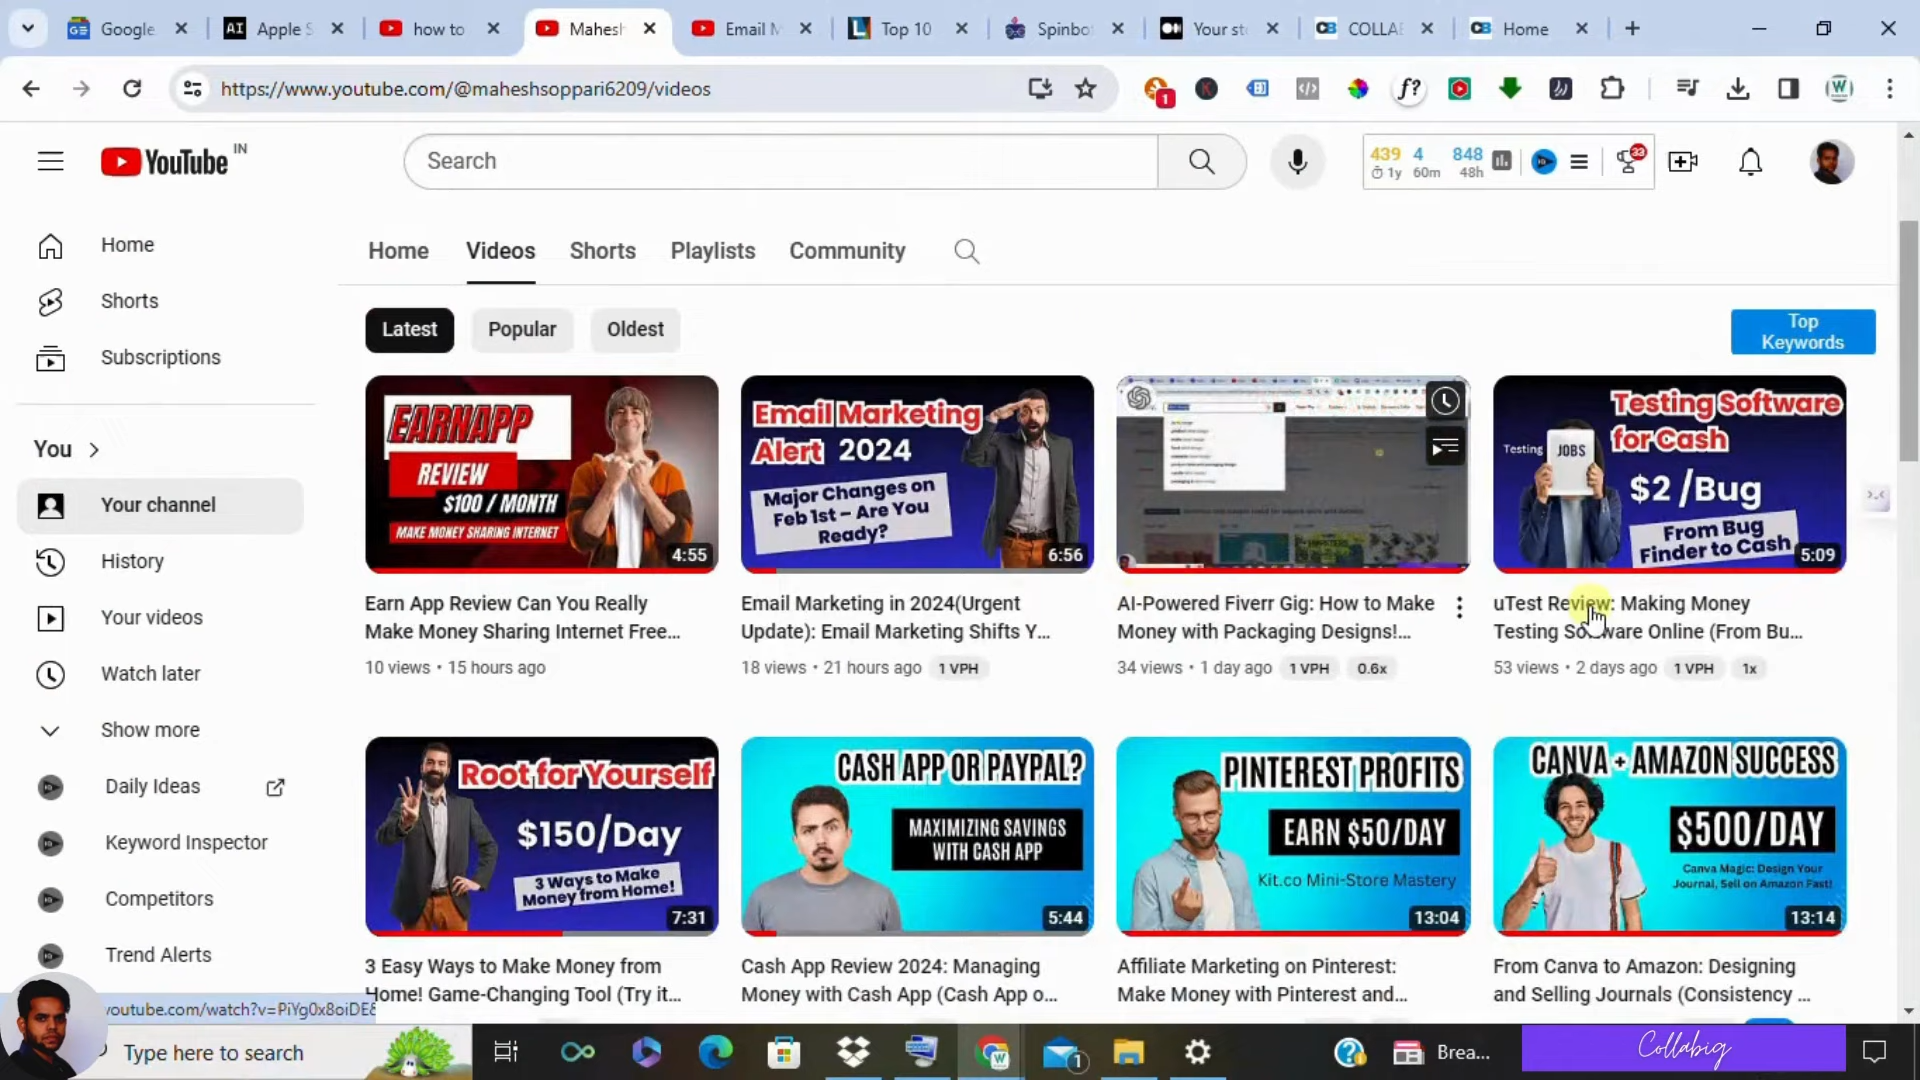 Google
Apple S
how to
Mahesh
Email M
Top 10
Spinbo
Your sto
COLLAB
Home
https://www.youtube.com/@maheshsoppari6209/videos
1
YouTube IN
Search
439 4 848
1y 60m 48h
33
Home
Shorts
Subscriptions
You
Your channel
History
Your videos
Watch later
Show more
Daily Ideas
Keyword Inspector
Competitors
Trend Alerts
Home Videos Shorts Playlists Community
Latest Popular Oldest
Top
Keywords
EARNAPP
REVIEW
$100 / MONTH
MAKE MONEY SHARING INTERNET
4:55
Earn App Review Can You Really
Make Money Sharing Internet Free...
10 views • 15 hours ago
Email Marketing
Alert 2024
Major Changes on
Feb 1st – Are You
Ready?
6:56
Email Marketing in 2024(Urgent
Update): Email Marketing Shifts Y...
18 views • 21 hours ago 1 VPH
AI-Powered Fiverr Gig: How to Make
Money with Packaging Designs!...
34 views • 1 day ago 1 VPH 0.6x
Testing Software
for Cash
Testing JOBS
$2 /Bug
From Bug
Finder to Cash
5:09
uTest Review: Making Money
Testing Software Online (From Bu...
53 views • 2 days ago 1 VPH 1x
Root for Yourself
$150/Day
3 Ways to Make
Money from Home!
7:31
3 Easy Ways to Make Money from
Home! Game-Changing Tool (Try it...
CASH APP OR PAYPAL?
MAXIMIZING SAVINGS
WITH CASH APP
5:44
Cash App Review 2024: Managing
Money with Cash App (Cash App o...
PINTEREST PROFITS
EARN $50/DAY
Kit.co Mini-Store Mastery
13:04
Affiliate Marketing on Pinterest:
Make Money with Pinterest and...
CANVA + AMAZON SUCCESS
$500/DAY
Canva Magic: Design Your
Journal, Sell on Amazon Fast!
13:14
From Canva to Amazon: Designing
and Selling Journals (Consistency ...
youtube.com/watch?v=PiYg0x8oiDE&
Type here to search
1
Brea...
Collabig